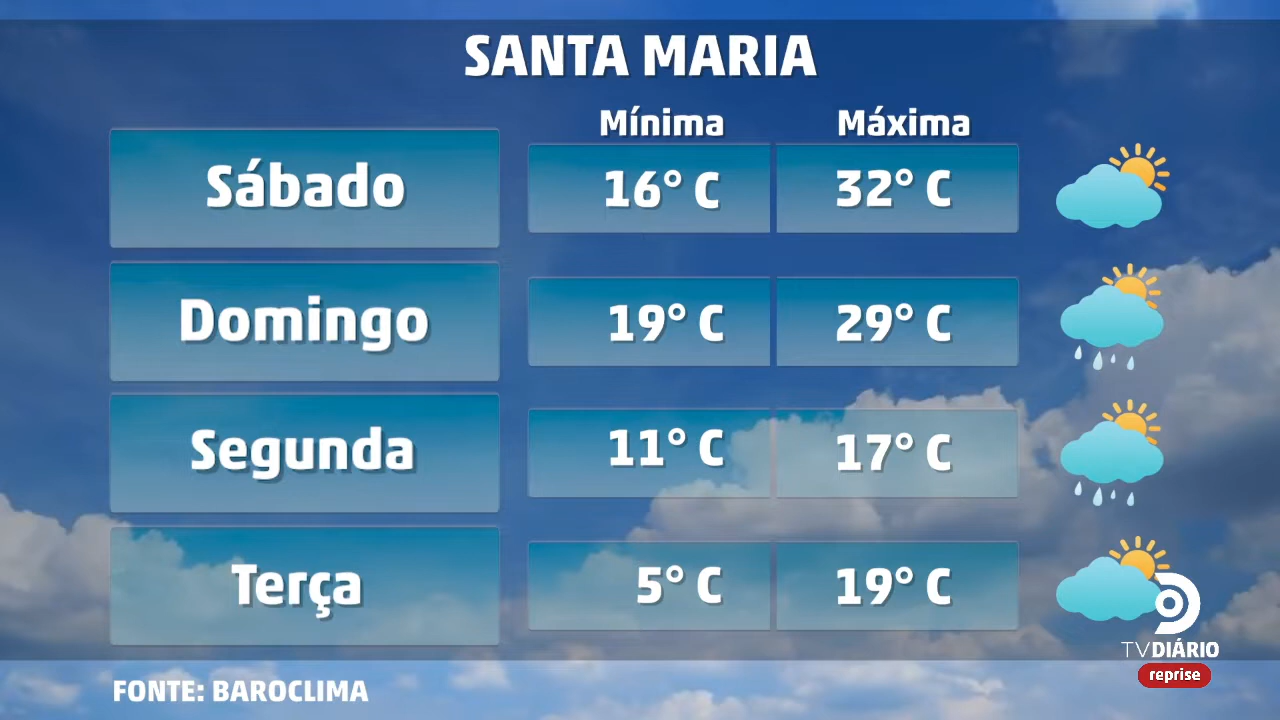 SANTA MARIA
Mínima Máxima
Sábado 16° C 32° C
Domingo 19° C 29° C
Segunda 11° C 17° C
Terça 5° C 19° C
TVDIÁRIO
reprise
FONTE: BAROCLIMA